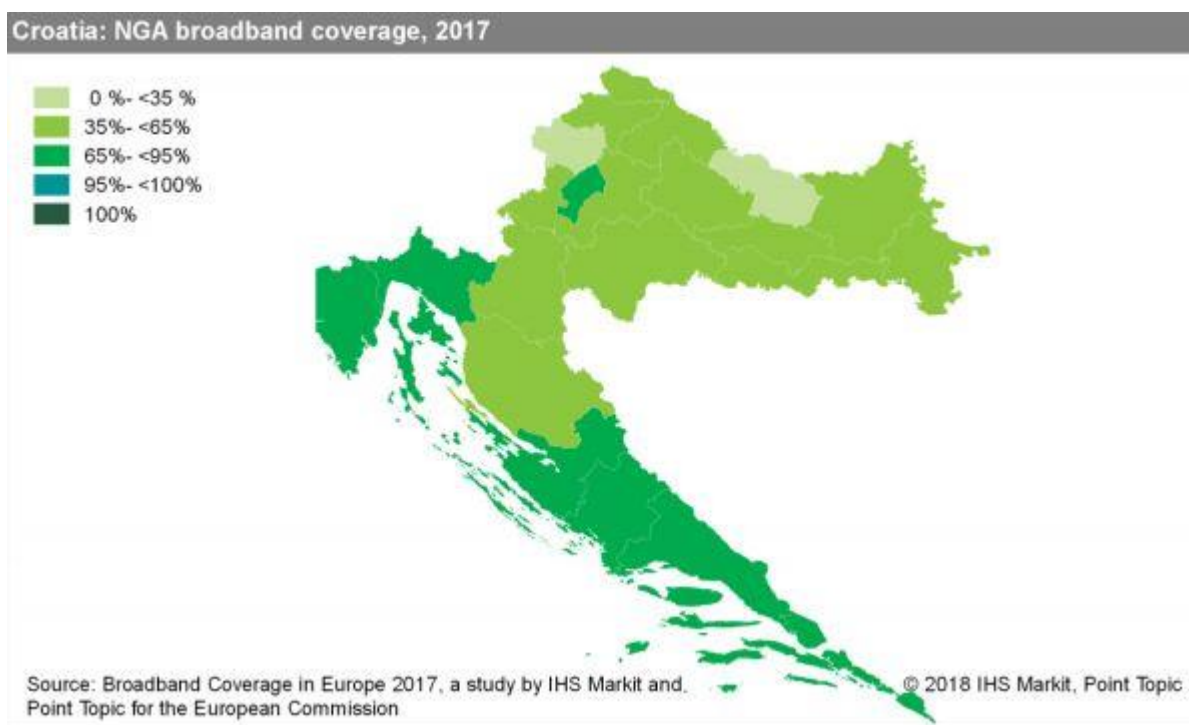 Croatia: NGA broadband coverage, 2017
0 %- <35 %
35%- <65%
65%- <95%
95%- <100%
100%
Source: Broadband Coverage in Europe 2017, a study by IHS Markit and
Point Topic for the European Commission
© 2018 IHS Markit, Point Topic